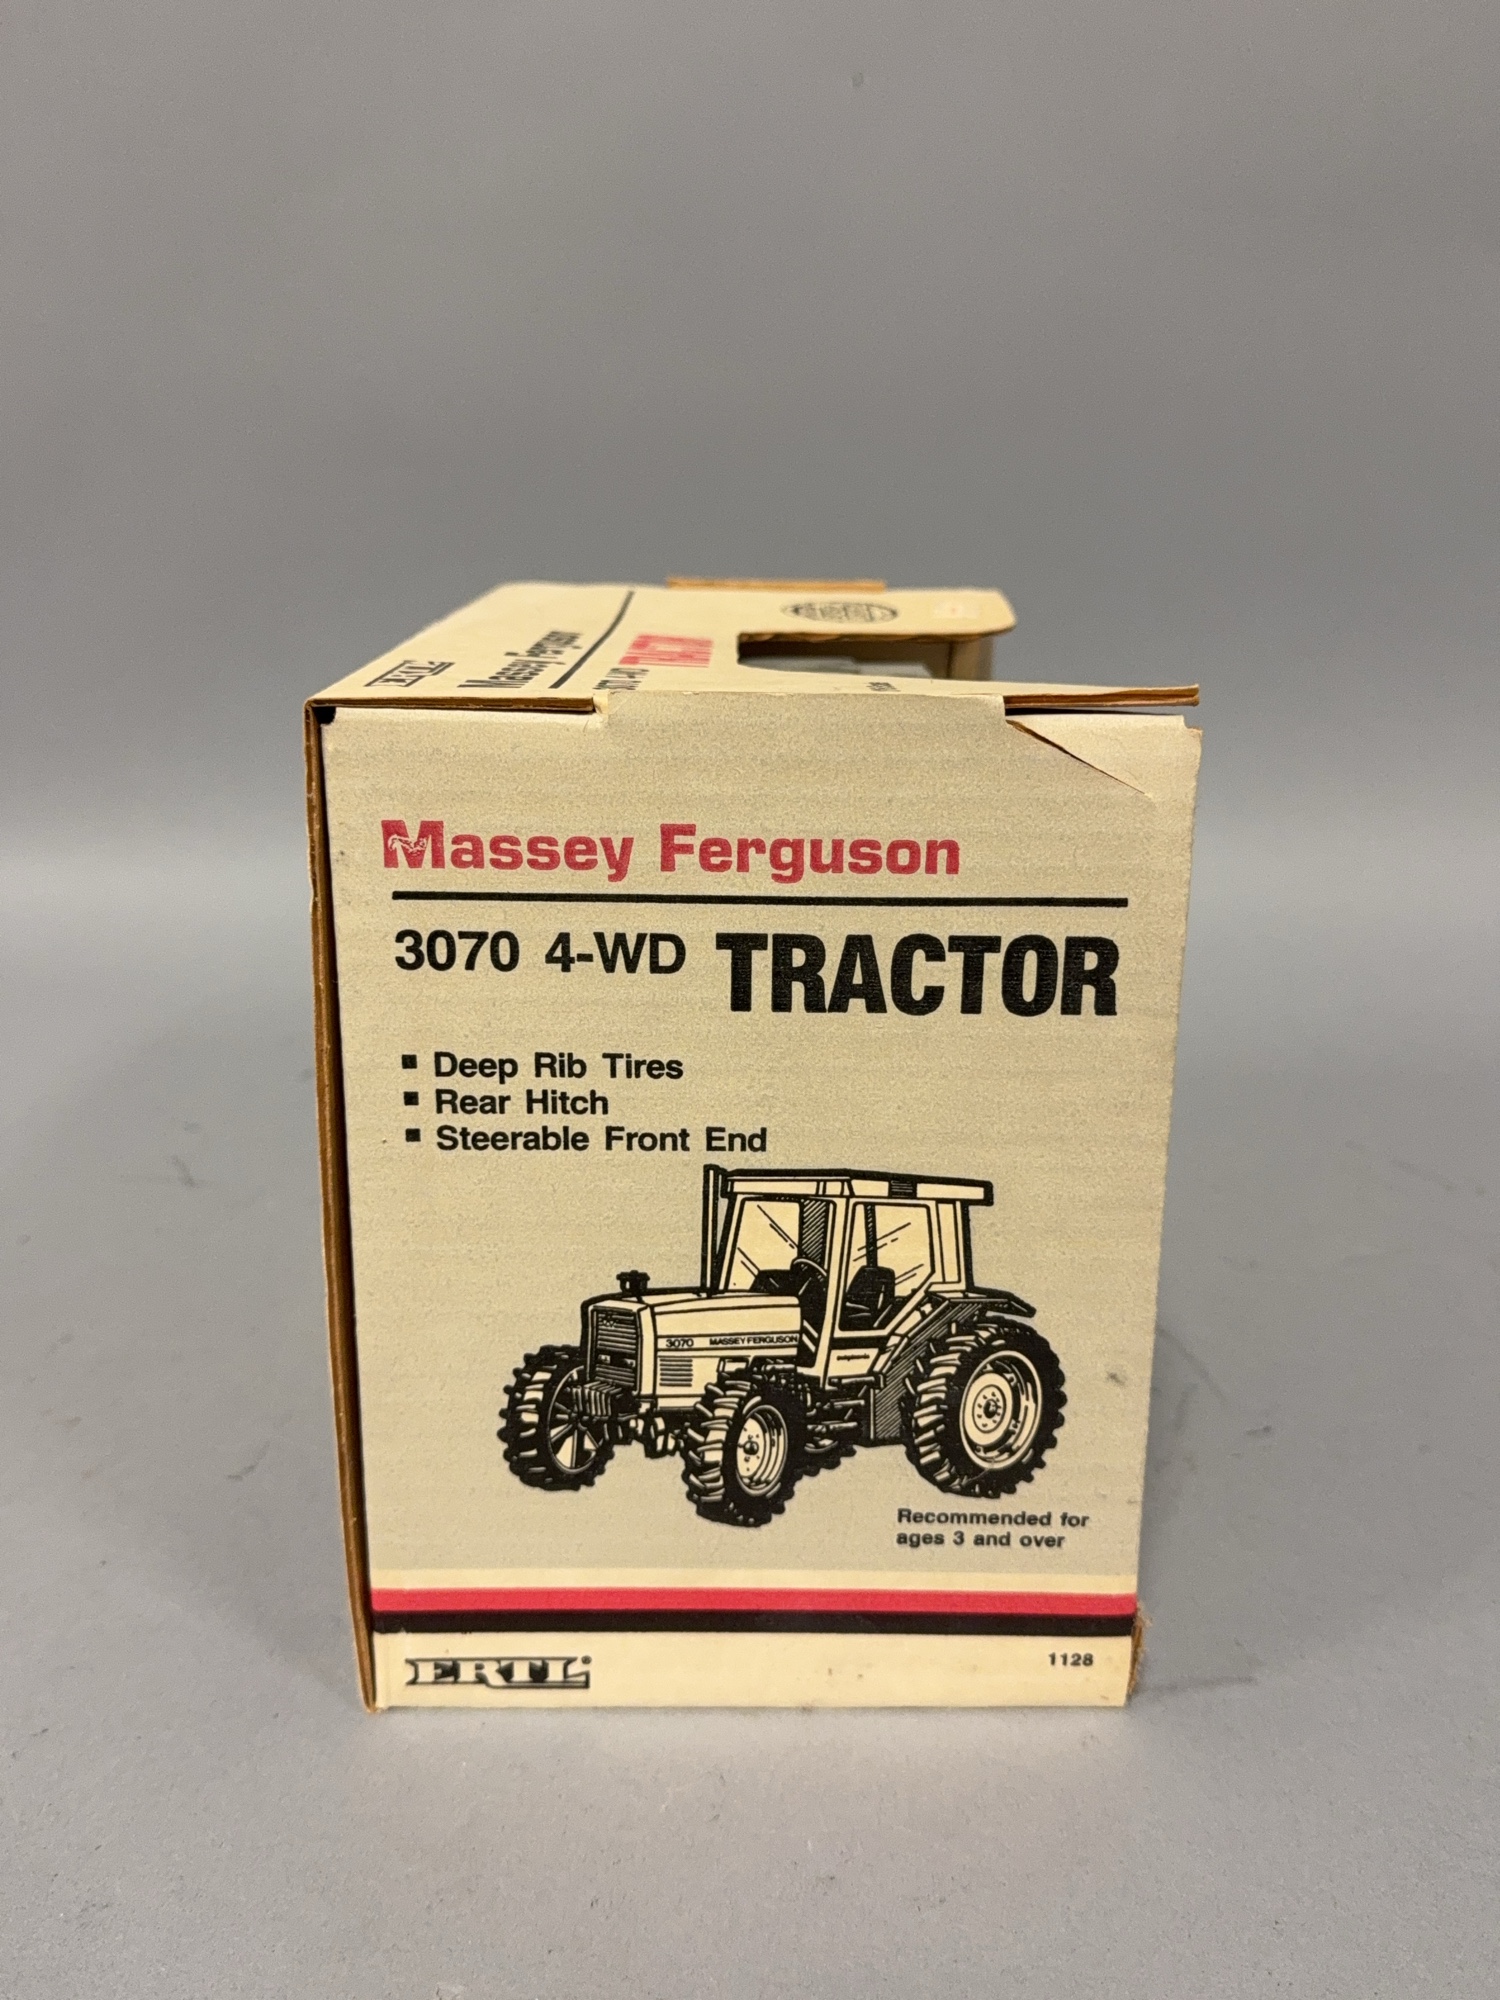 ERTL
Massey Ferguson
TRACTOR
Massey Ferguson
3070 4-WD TRACTOR
▪ Deep Rib Tires
▪ Rear Hitch
▪ Steerable Front End
3070 MASSEY FERGUSON
Recommended for
ages 3 and over
ERTL®
1128